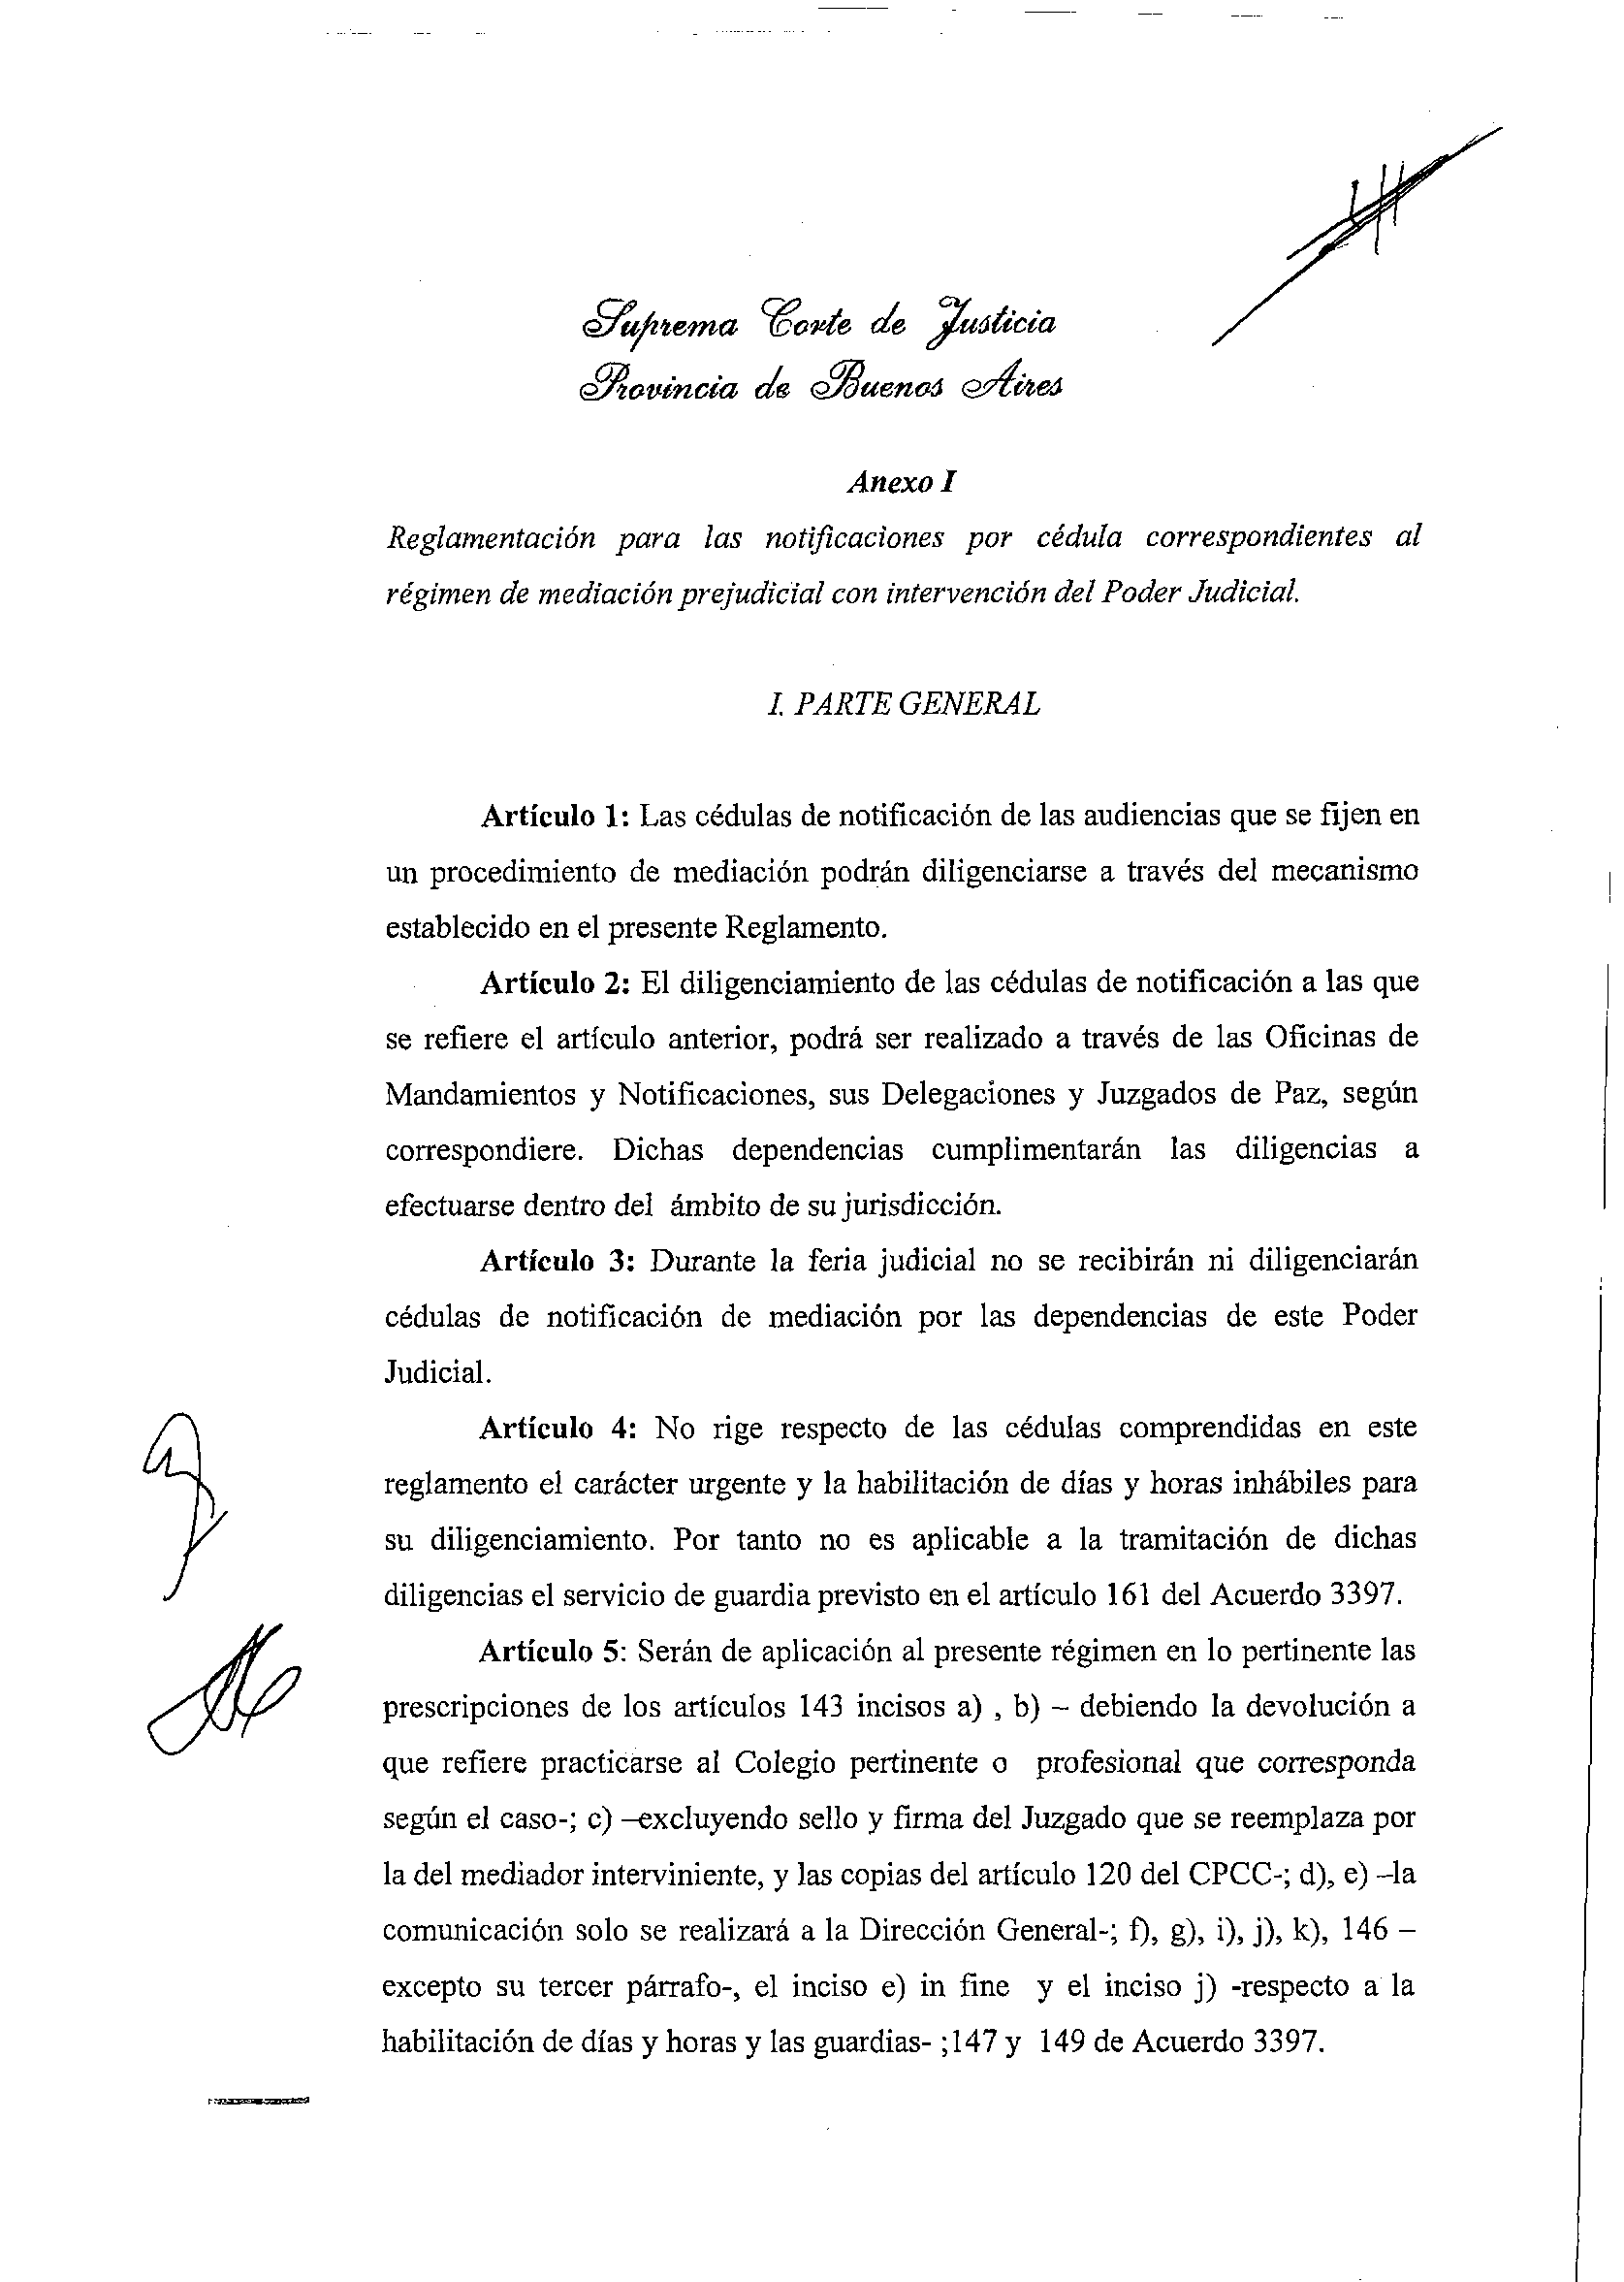 Suprema Corte de Justicia
Provincia de Buenos Aires
Anexo I
Reglamentación para las notificaciones por cédula correspondientes al
régimen de mediación prejudicial con intervención del Poder Judicial.
I. PARTE GENERAL
Artículo 1: Las cédulas de notificación de las audiencias que se fijen en
un procedimiento de mediación podrán diligenciarse a través del mecanismo
establecido en el presente Reglamento.
Artículo 2: El diligenciamiento de las cédulas de notificación a las que
se refiere el artículo anterior, podrá ser realizado a través de las Oficinas de
Mandamientos y Notificaciones, sus Delegaciones y Juzgados de Paz, según
correspondiere. Dichas dependencias cumplimentarán las diligencias a
efectuarse dentro del ámbito de su jurisdicción.
Artículo 3: Durante la feria judicial no se recibirán ni diligenciarán
cédulas de notificación de mediación por las dependencias de este Poder
Judicial.
Artículo 4: No rige respecto de las cédulas comprendidas en este
reglamento el carácter urgente y la habilitación de días y horas inhábiles para
su diligenciamiento. Por tanto no es aplicable a la tramitación de dichas
diligencias el servicio de guardia previsto en el artículo 161 del Acuerdo 3397.
Artículo 5: Serán de aplicación al presente régimen en lo pertinente las
prescripciones de los artículos 143 incisos a) , b) – debiendo la devolución a
que refiere practicarse al Colegio pertinente o profesional que corresponda
según el caso-; c) –excluyendo sello y firma del Juzgado que se reemplaza por
la del mediador interviniente, y las copias del artículo 120 del CPCC-; d), e) –la
comunicación solo se realizará a la Dirección General-; f), g), i), j), k), 146 –
excepto su tercer párrafo-, el inciso e) in fine y el inciso j) -respecto a la
habilitación de días y horas y las guardias- ;147 y 149 de Acuerdo 3397.